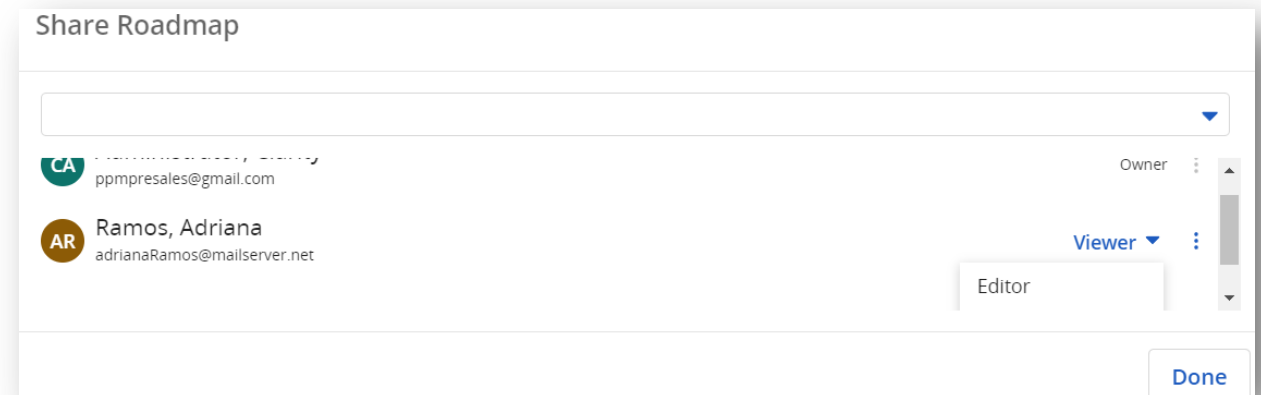 Share Roadmap
CA
ppmpresales@gmail.com
Owner
AR
Ramos, Adriana
adrianaRamos@mailserver.net
Viewer
Editor
Done